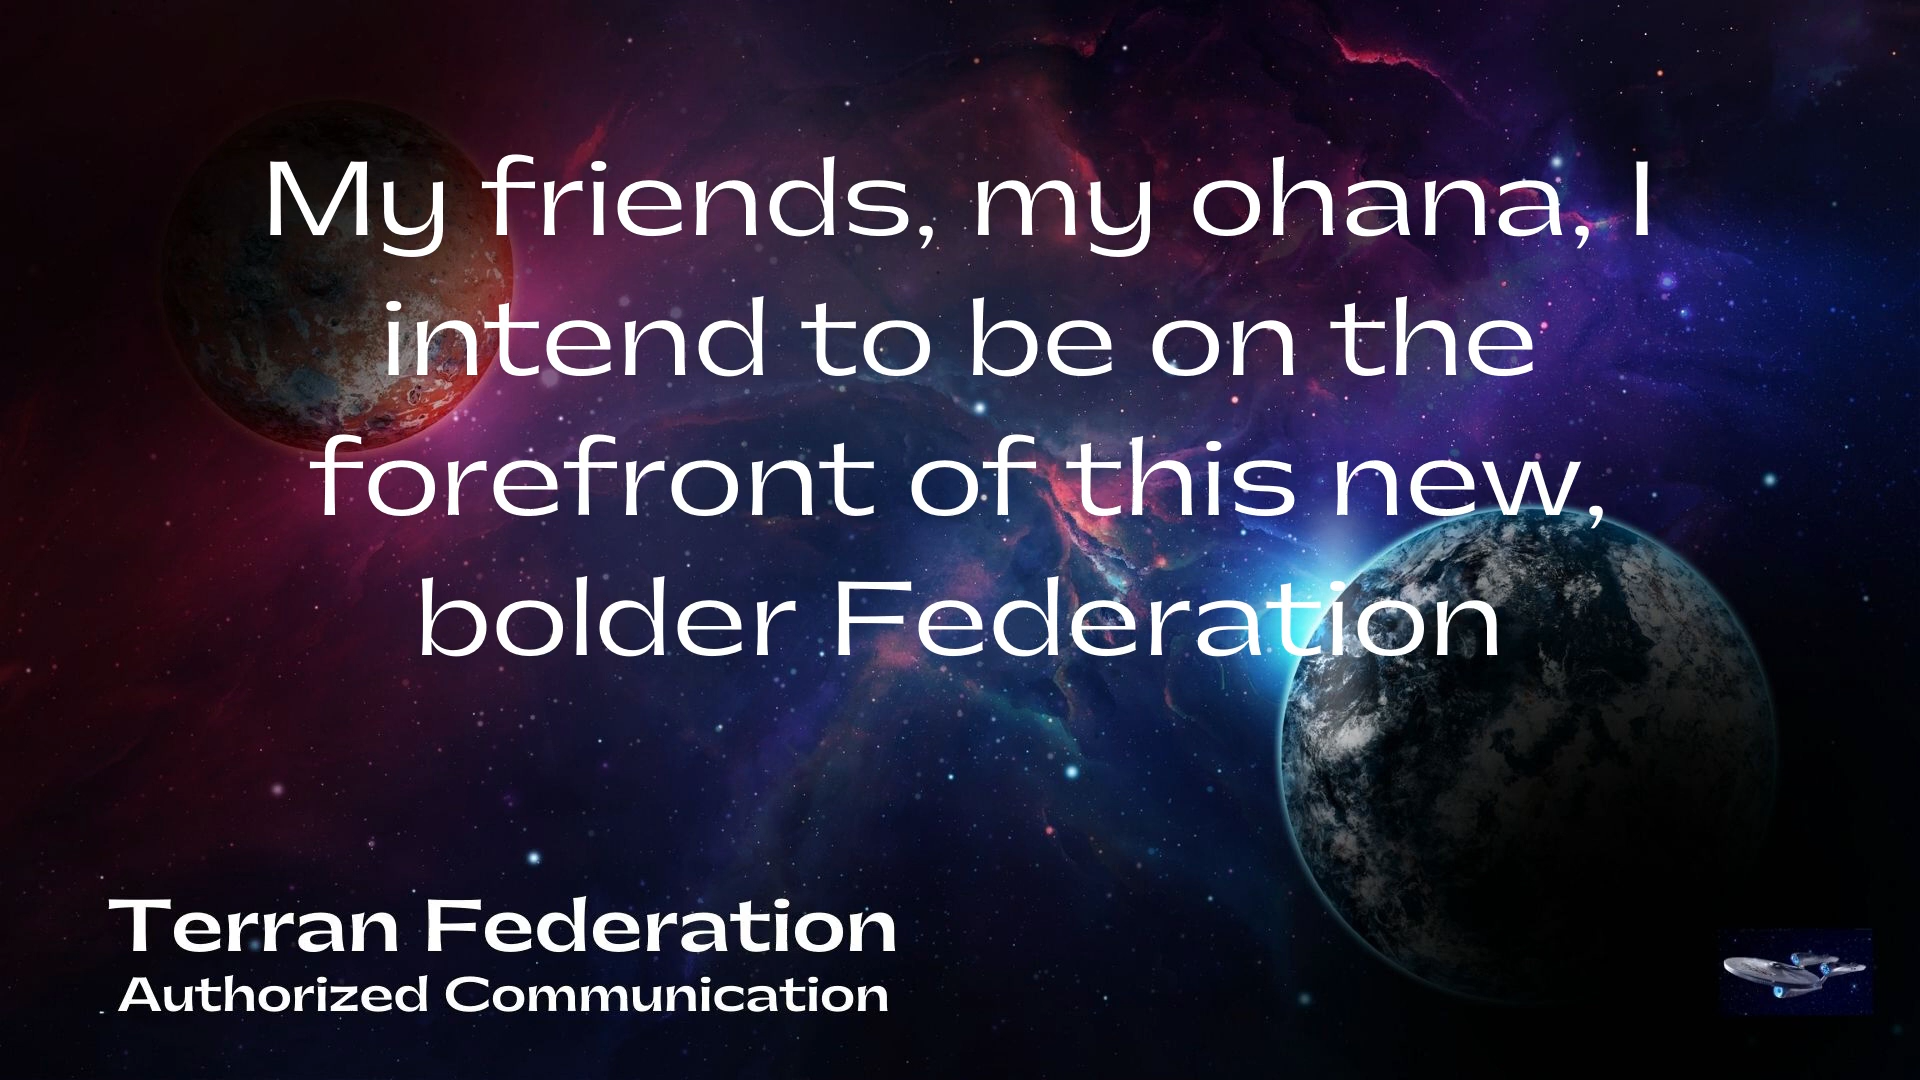 My friends, my ohana, I
intend to be on the
forefront of this new,
bolder Federation
Terran Federation
Authorized Communication